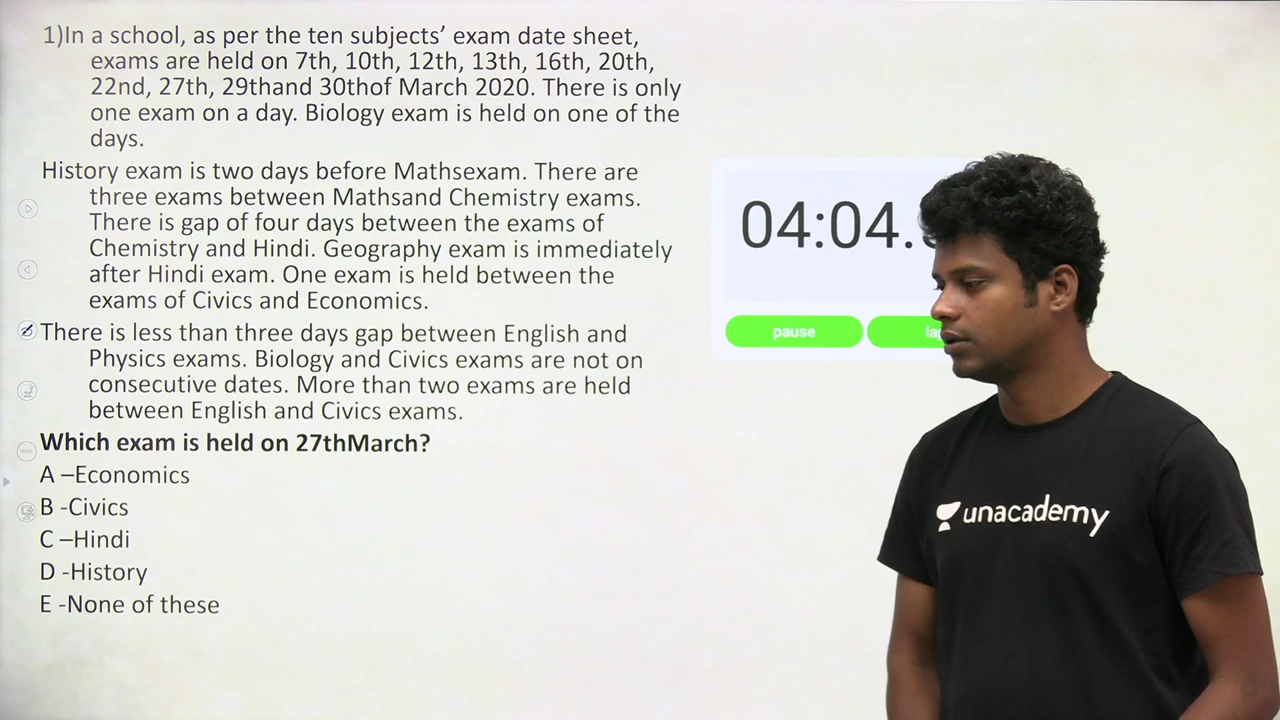 1)In a school, as per the ten subjects’ exam date sheet,
exams are held on 7th, 10th, 12th, 13th, 16th, 20th,
22nd, 27th, 29thand 30thof March 2020. There is only
one exam on a day. Biology exam is held on one of the
days.
History exam is two days before Mathsexam. There are
three exams between Mathsand Chemistry exams.
There is gap of four days between the exams of
Chemistry and Hindi. Geography exam is immediately
after Hindi exam. One exam is held between the
exams of Civics and Economics.
There is less than three days gap between English and
Physics exams. Biology and Civics exams are not on
consecutive dates. More than two exams are held
between English and Civics exams.
Which exam is held on 27thMarch?
A –Economics
B -Civics
C –Hindi
D -History
E -None of these
04:04.
pause
unacademy